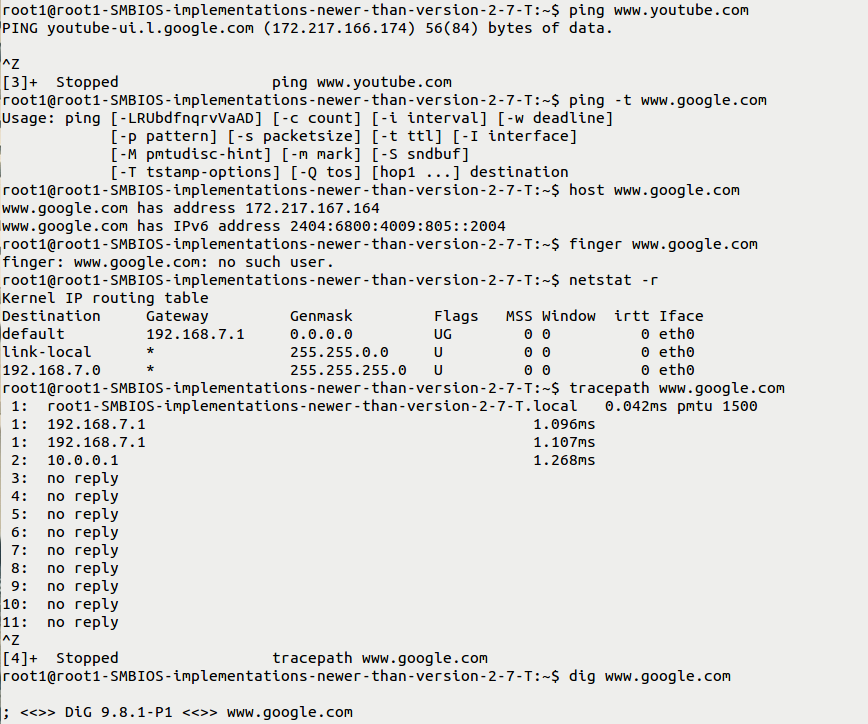 root1@root1-SMBIOS-implementations-newer-than-version-2-7-T:~$ ping www.youtube.com
PING youtube-ui.l.google.com (172.217.166.174) 56(84) bytes of data.
^Z
[3]+  Stopped                 ping www.youtube.com
root1@root1-SMBIOS-implementations-newer-than-version-2-7-T:~$ ping -t www.google.com
Usage: ping [-LRUbdfnqrvVaAD] [-c count] [-i interval] [-w deadline]
            [-p pattern] [-s packetsize] [-t ttl] [-I interface]
            [-M pmtudisc-hint] [-m mark] [-S sndbuf]
            [-T tstamp-options] [-Q tos] [hop1 ...] destination
root1@root1-SMBIOS-implementations-newer-than-version-2-7-T:~$ host www.google.com
www.google.com has address 172.217.167.164
www.google.com has IPv6 address 2404:6800:4009:805::2004
root1@root1-SMBIOS-implementations-newer-than-version-2-7-T:~$ finger www.google.com
finger: www.google.com: no such user.
root1@root1-SMBIOS-implementations-newer-than-version-2-7-T:~$ netstat -r
Kernel IP routing table
Destination     Gateway         Genmask         Flags   MSS Window  irtt Iface
default         192.168.7.1     0.0.0.0         UG        0 0          0 eth0
link-local      *               255.255.0.0     U         0 0          0 eth0
192.168.7.0     *               255.255.255.0   U         0 0          0 eth0
root1@root1-SMBIOS-implementations-newer-than-version-2-7-T:~$ tracepath www.google.com
 1:  root1-SMBIOS-implementations-newer-than-version-2-7-T.local   0.042ms pmtu 1500
 1:  192.168.7.1                                           1.096ms
 1:  192.168.7.1                                           1.107ms
 2:  10.0.0.1                                              1.268ms
 3:  no reply
 4:  no reply
 5:  no reply
 6:  no reply
 7:  no reply
 8:  no reply
 9:  no reply
10:  no reply
11:  no reply
^Z
[4]+  Stopped                 tracepath www.google.com
root1@root1-SMBIOS-implementations-newer-than-version-2-7-T:~$ dig www.google.com
; <<>> DiG 9.8.1-P1 <<>> www.google.com